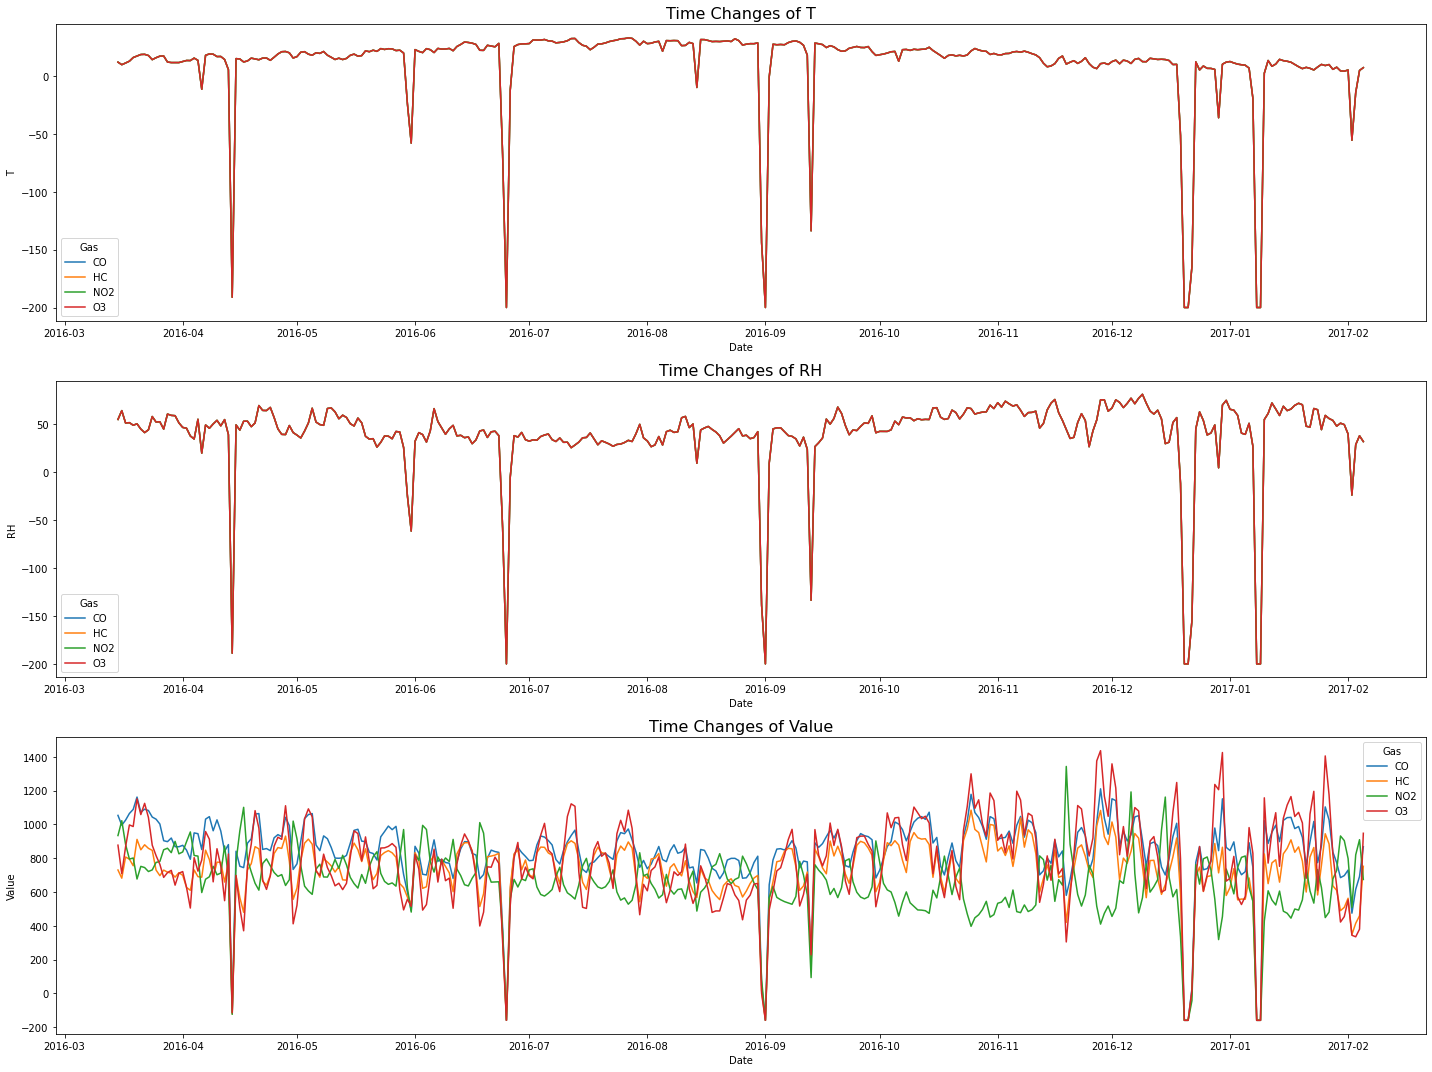 Time Changes of T
0
−50
−100
−150
−200
T
Gas
CO
HC
NO2
O3
2016-03 2016-04 2016-05 2016-06 2016-07 2016-08 2016-09 2016-10 2016-11 2016-12 2017-01 2017-02
Date
Time Changes of RH
50
0
−50
−100
−150
−200
RH
Gas
CO
HC
NO2
O3
2016-03 2016-04 2016-05 2016-06 2016-07 2016-08 2016-09 2016-10 2016-11 2016-12 2017-01 2017-02
Date
Time Changes of Value
1400
1200
1000
800
600
400
200
0
−200
Value
Gas
CO
HC
NO2
O3
2016-03 2016-04 2016-05 2016-06 2016-07 2016-08 2016-09 2016-10 2016-11 2016-12 2017-01 2017-02
Date